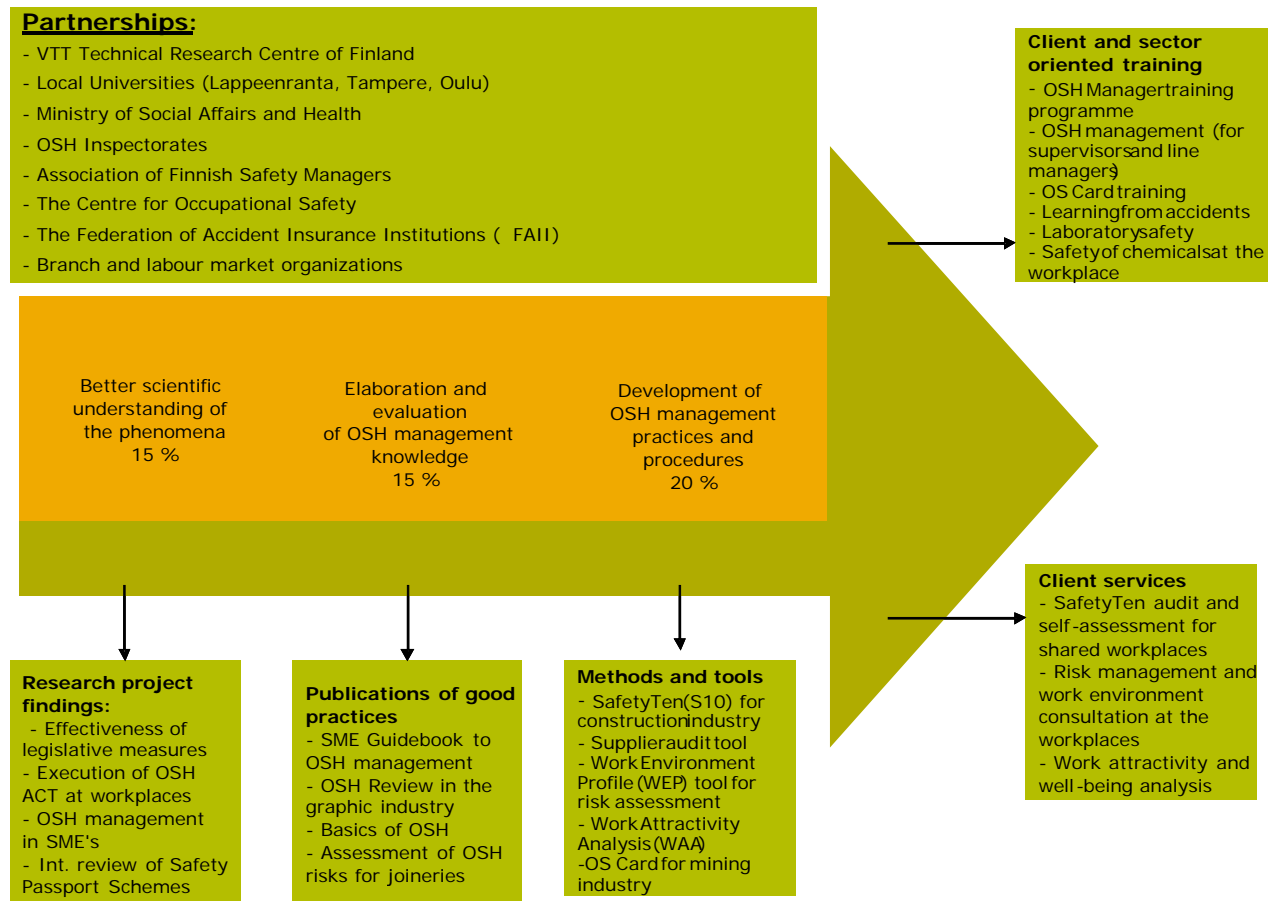 Partnerships:
- VTT Technical Research Centre of Finland
- Local Universities (Lappeenranta, Tampere, Oulu)
- Ministry of Social Affairs and Health
- OSH Inspectorates
- Association of Finnish Safety Managers
- The Centre for Occupational Safety
- The Federation of Accident Insurance Institutions ( FAII)
- Branch and labour market organizations
Client and sector
oriented training
- OSH Managertraining
programme
- OSH management (for
supervisorsand line
managers)
- OS Card training
- Learningfromaccidents
- Laboratorysafety
- Safetyof chemicalsat the
workplace
Better scientific
understanding of
the phenomena
15 %
Elaboration and
evaluation
of OSH management
knowledge
15 %
Development of
OSH management
practices and
procedures
20 %
Client services
- SafetyTen audit and
self-assessment for
shared workplaces
- Risk management and
work environment
consultation at the
workplaces
- Work attractivity and
well-being analysis
Research project
findings:
- Effectiveness of
legislative measures
- Execution of OSH
ACT at workplaces
- OSH management
in SME's
- Int. review of Safety
Passport Schemes
Publications of good
practices
- SME Guidebook to
OSH management
- OSH Review in the
graphic industry
- Basics of OSH
- Assessment of OSH
risks for joineries
Methods and tools
- SafetyTen(S10) for
constructionindustry
- Supplieraudittool
- Work Environment
Profile (WEP) tool for
risk assessment
- Work Attractivity
Analysis (WAA)
-OS Card for mining
industry